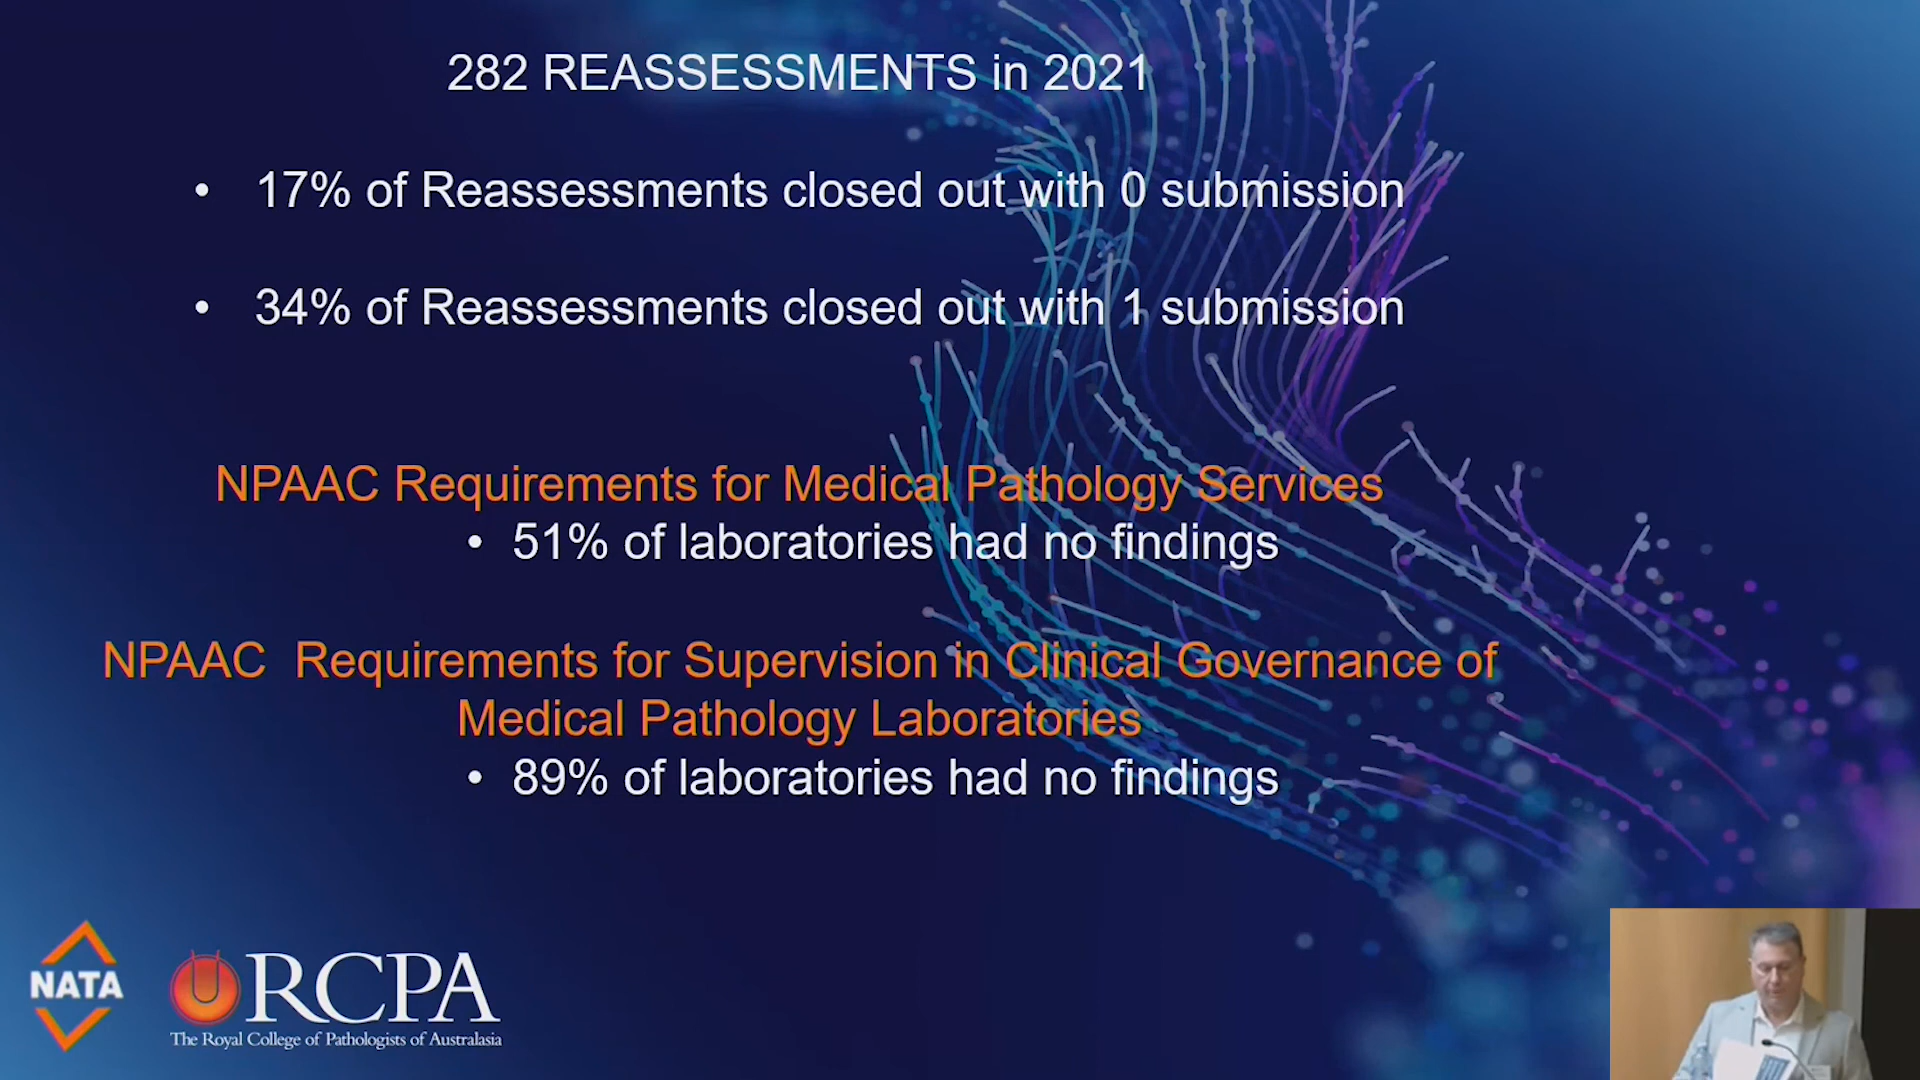 282 REASSESSMENTS in 2021
• 17% of Reassessments closed out with 0 submission
• 34% of Reassessments closed out with 1 submission
NPAAC Requirements for Medical Pathology Services
• 51% of laboratories had no findings
NPAAC  Requirements for Supervision in Clinical Governance of
Medical Pathology Laboratories
• 89% of laboratories had no findings
NATA
RCPA
The Royal College of Pathologists of Australasia